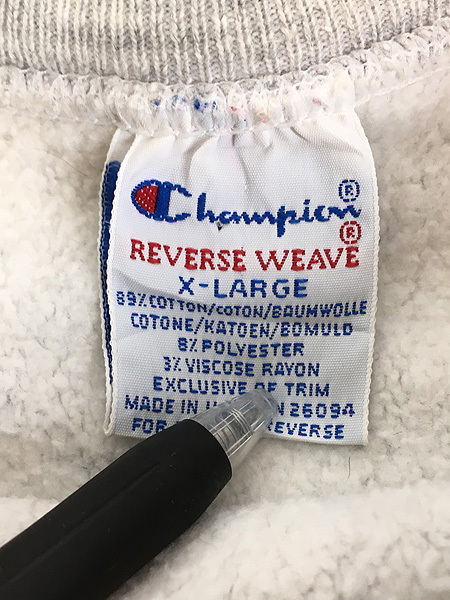 Champion®
REVERSE WEAVE®
X-LARGE
89% COTTON/COTON/BAUMWOLLE
COTONE/KATOEN/BOMULD
8% POLYESTER
3% VISCOSE RAYON
EXCLUSIVE OF TRIM
MADE IN 26094
FOR REVERSE